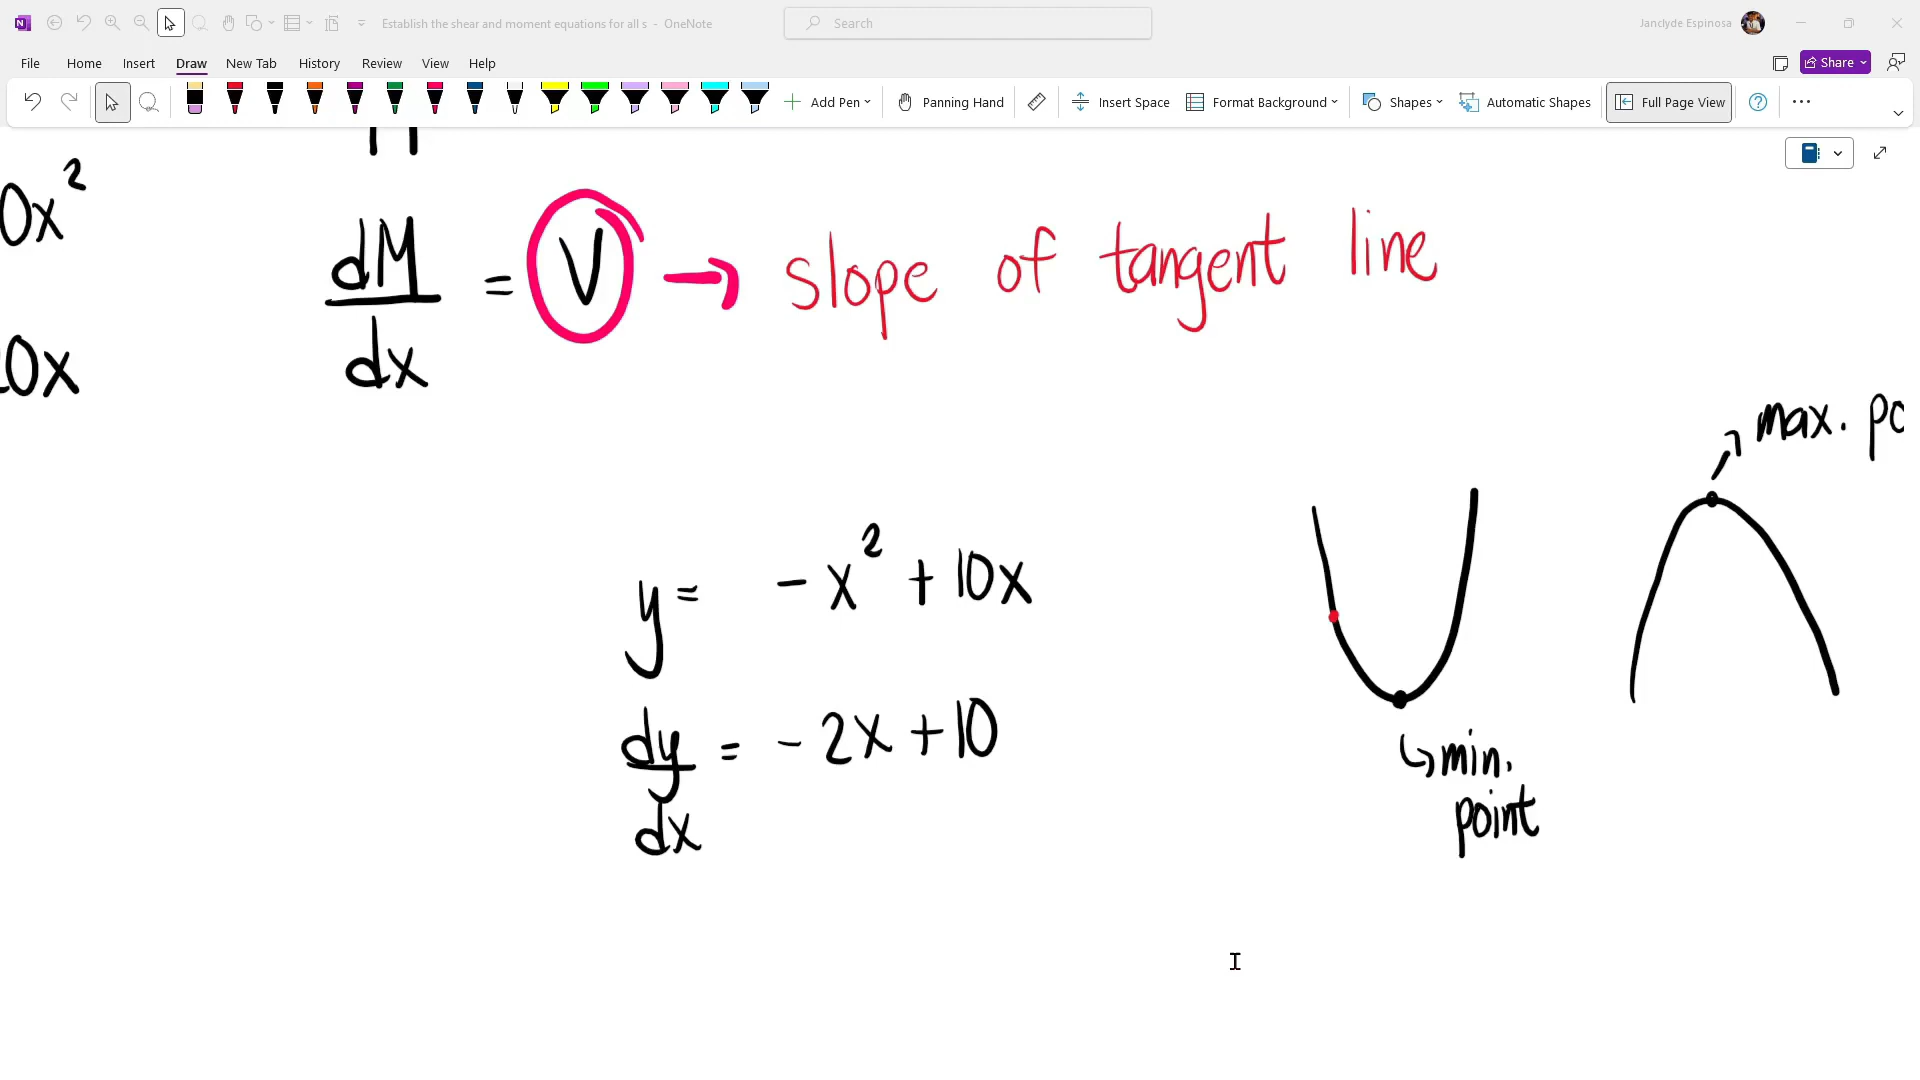 Establish the shear and moment equations for all s - OneNote
Search
Janclyde Espinosa
File Home Insert Draw New Tab History Review View Help
Share
Add Pen
Panning Hand
Insert Space
Format Background
Shapes
Automatic Shapes
Full Page View
0x²
dM/dx = V → slope of tangent line
0x
max. po
y = -x² + 10x
dy/dx = -2x + 10
min.
point